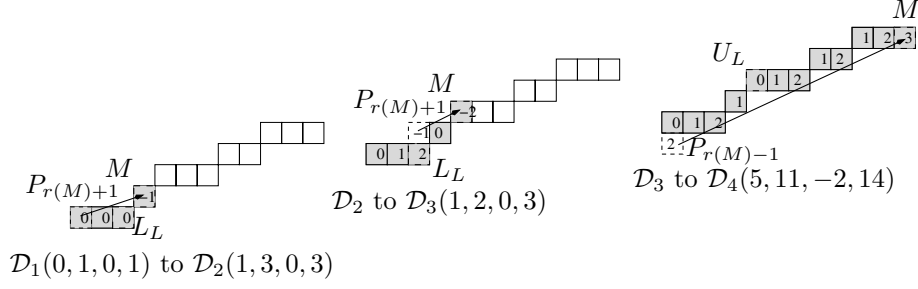 M
1 2 -3
U_L
1 2
M
0 1 2
P_{r(M)+1}
-2
1
-1 0
0 1 2
M
0 1 2
2
P_{r(M)+1}
-1
L_L
P_{r(M)-1}
0 0 0
L_L
𝒟_3 to 𝒟_4(5, 11, −2, 14)
𝒟_2 to 𝒟_3(1, 2, 0, 3)
𝒟_1(0, 1, 0, 1) to 𝒟_2(1, 3, 0, 3)